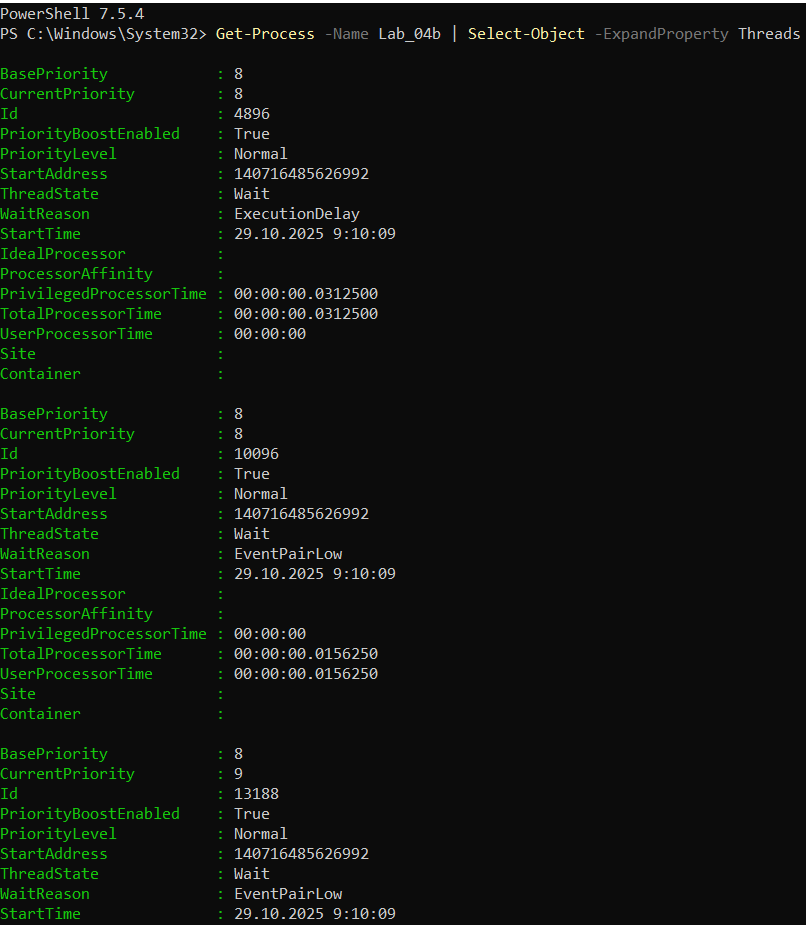 PowerShell 7.5.4
PS C:\Windows\System32> Get-Process -Name Lab_04b | Select-Object -ExpandProperty Threads
BasePriority : 8
CurrentPriority : 8
Id : 4896
PriorityBoostEnabled : True
PriorityLevel : Normal
StartAddress : 140716485626992
ThreadState : Wait
WaitReason : ExecutionDelay
StartTime : 29.10.2025 9:10:09
IdealProcessor :
ProcessorAffinity :
PrivilegedProcessorTime : 00:00:00.0312500
TotalProcessorTime : 00:00:00.0312500
UserProcessorTime : 00:00:00
Site :
Container :
BasePriority : 8
CurrentPriority : 8
Id : 10096
PriorityBoostEnabled : True
PriorityLevel : Normal
StartAddress : 140716485626992
ThreadState : Wait
WaitReason : EventPairLow
StartTime : 29.10.2025 9:10:09
IdealProcessor :
ProcessorAffinity :
PrivilegedProcessorTime : 00:00:00
TotalProcessorTime : 00:00:00.0156250
UserProcessorTime : 00:00:00.0156250
Site :
Container :
BasePriority : 8
CurrentPriority : 9
Id : 13188
PriorityBoostEnabled : True
PriorityLevel : Normal
StartAddress : 140716485626992
ThreadState : Wait
WaitReason : EventPairLow
StartTime : 29.10.2025 9:10:09